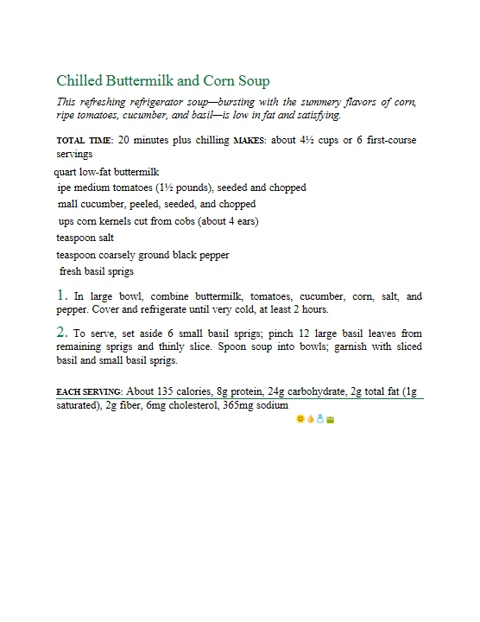 Chilled Buttermilk and Corn Soup
This refreshing refrigerator soup—bursting with the summery flavors of corn,
ripe tomatoes, cucumber, and basil—is low in fat and satisfying.
TOTAL TIME: 20 minutes plus chilling MAKES: about 4½ cups or 6 first-course
servings
quart low-fat buttermilk
ipe medium tomatoes (1½ pounds), seeded and chopped
mall cucumber, peeled, seeded, and chopped
ups corn kernels cut from cobs (about 4 ears)
teaspoon salt
teaspoon coarsely ground black pepper
fresh basil sprigs
1. In large bowl, combine buttermilk, tomatoes, cucumber, corn, salt, and
pepper. Cover and refrigerate until very cold, at least 2 hours.
2. To serve, set aside 6 small basil sprigs; pinch 12 large basil leaves from
remaining sprigs and thinly slice. Spoon soup into bowls; garnish with sliced
basil and small basil sprigs.
EACH SERVING: About 135 calories, 8g protein, 24g carbohydrate, 2g total fat (1g
saturated), 2g fiber, 6mg cholesterol, 365mg sodium